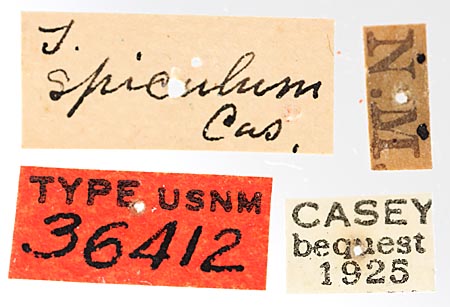 S.
spiculum
Cas.
N.M.
TYPE USNM
36412
CASEY
bequest
1925